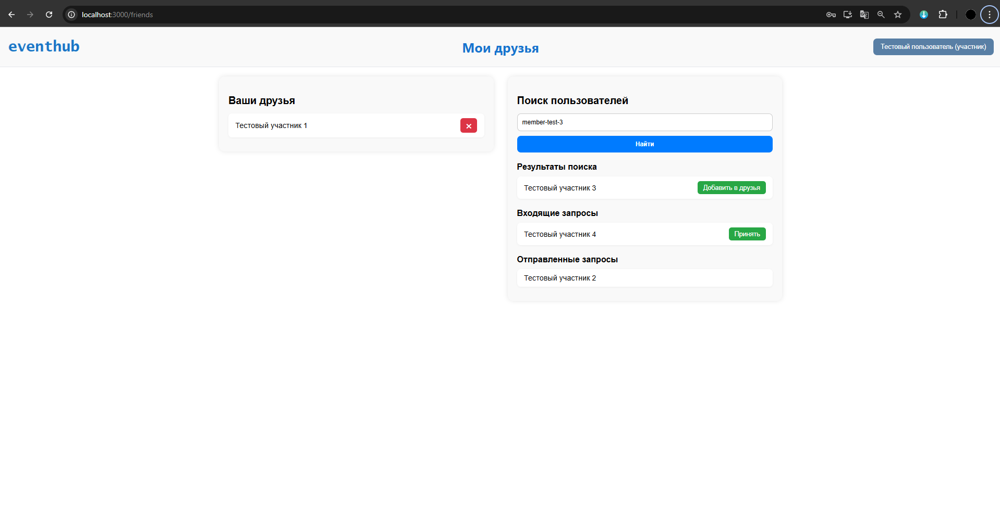 localhost:3000/friends
eventhub
Мои друзья
Тестовый пользователь (участник)
Ваши друзья
Тестовый участник 1
×
Поиск пользователей
member-test-3
Найти
Результаты поиска
Тестовый участник 3
Добавить в друзья
Входящие запросы
Тестовый участник 4
Принять
Отправленные запросы
Тестовый участник 2